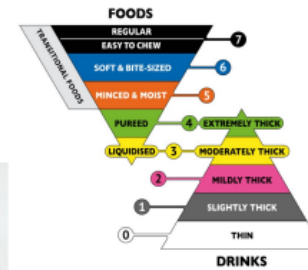 FOODS
TRANSITIONAL FOODS
REGULAR
EASY TO CHEW
7
SOFT & BITE-SIZED
6
MINCED & MOIST
5
PUREED
4
EXTREMELY THICK
LIQUIDISED
3
MODERATELY THICK
2
MILDLY THICK
1
SLIGHTLY THICK
0
THIN
DRINKS